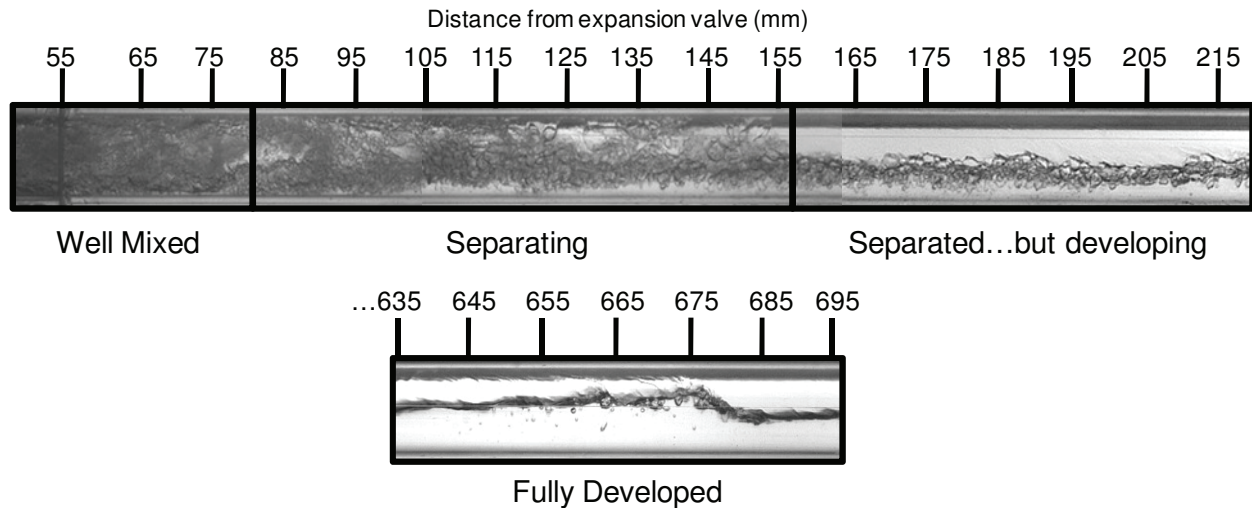 Distance from expansion valve (mm)
55 65 75 85 95 105 115 125 135 145 155 165 175 185 195 205 215
Well Mixed Separating Separated...but developing
...635 645 655 665 675 685 695
Fully Developed